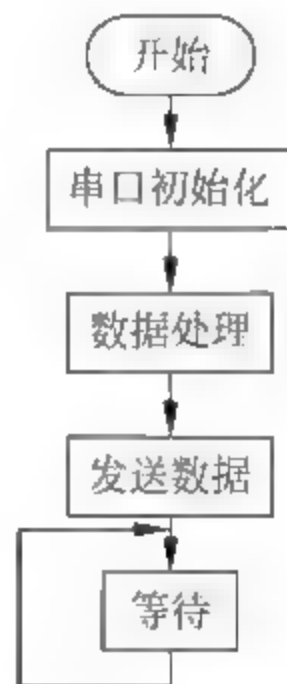 开始
串口初始化
数据处理
发送数据
等待